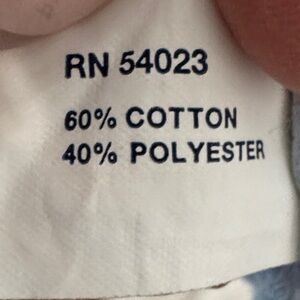 RN 54023
60% COTTON
40% POLYESTER